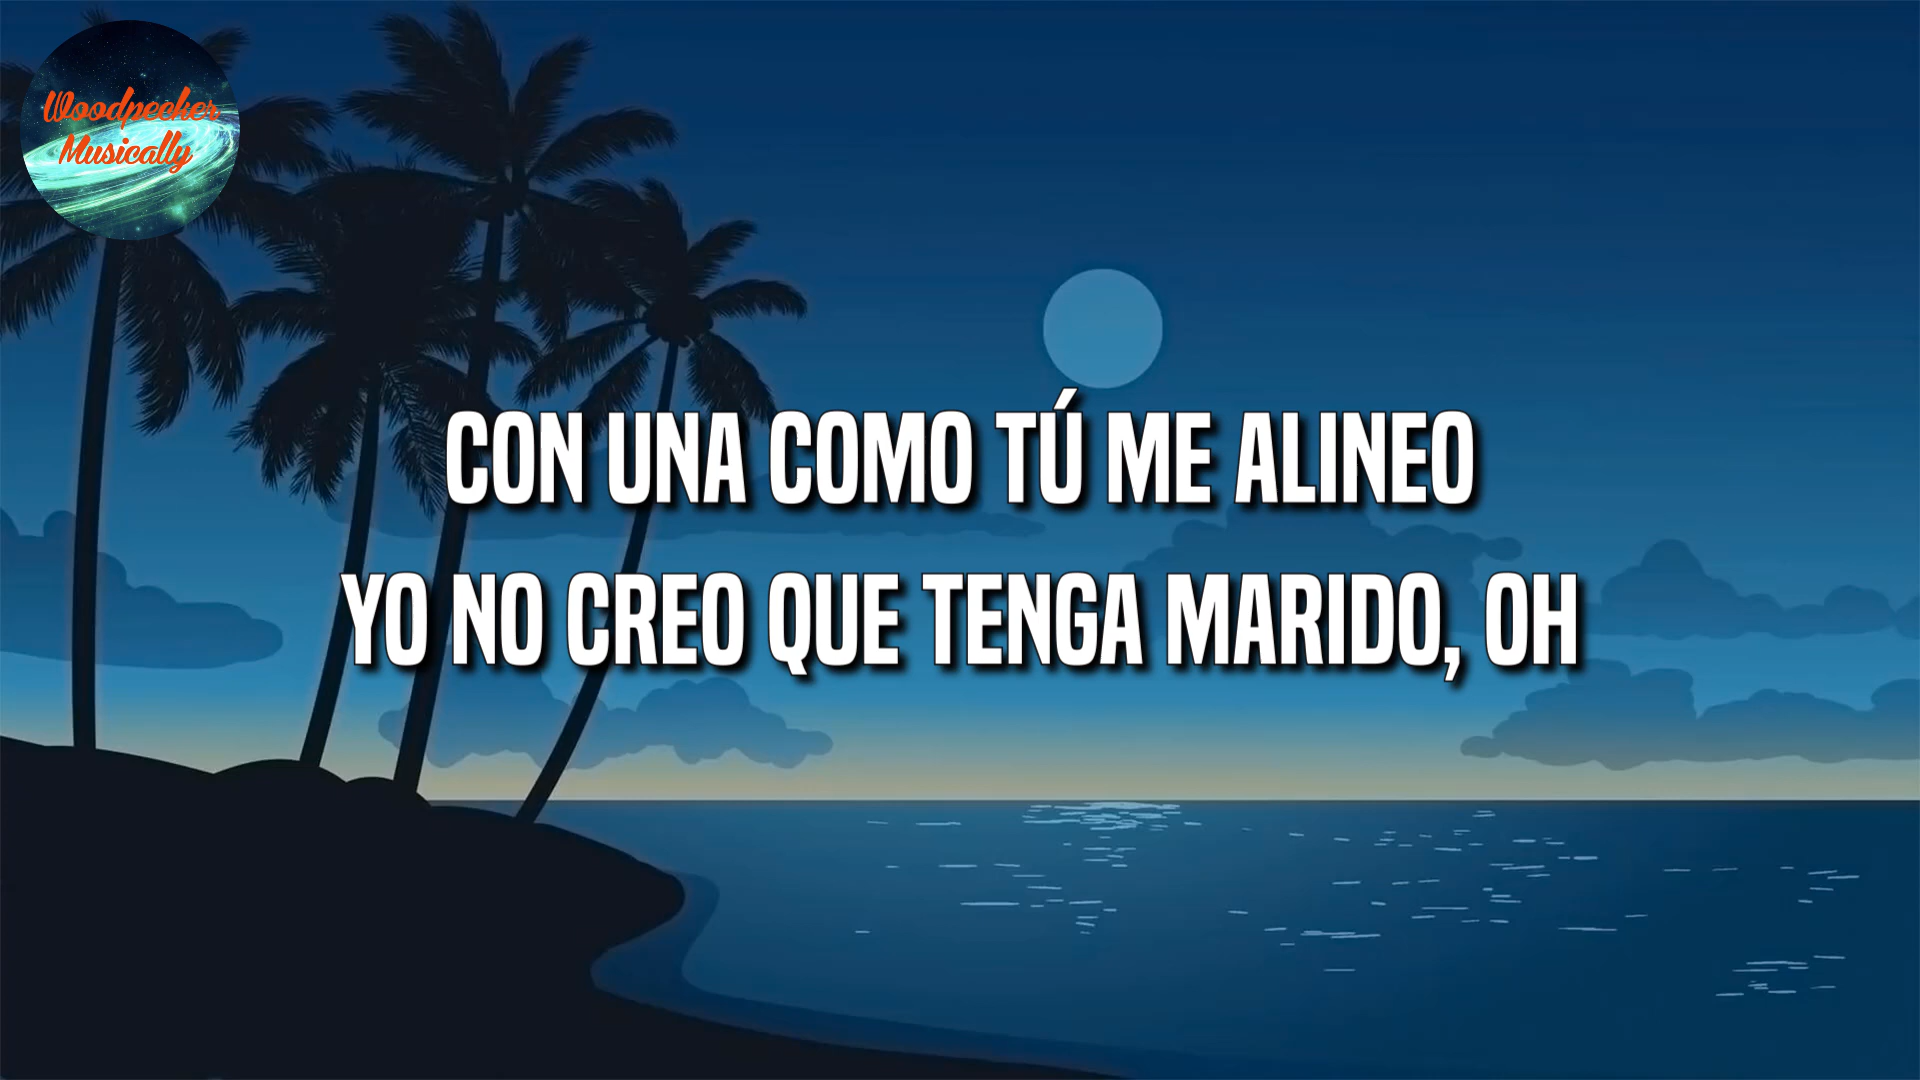 Woodpecker
Musically
CON UNA COMO TÚ ME ALINEO
YO NO CREO QUE TENGA MARIDO, OH